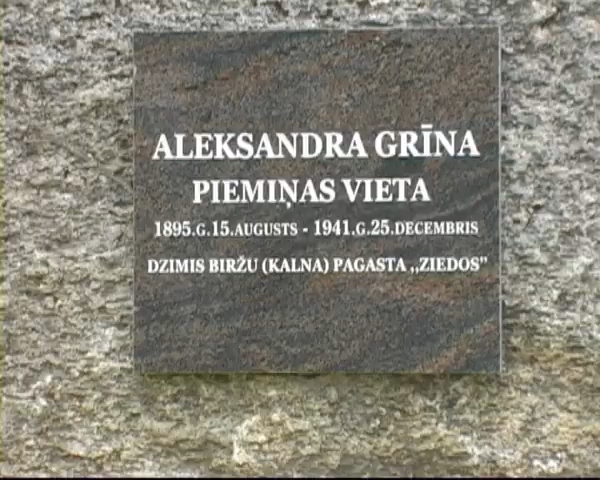 ALEKSANDRA GRĪNA
PIEMIŅAS VIETA
1895.G.15.AUGUSTS - 1941.G.25.DECEMBRIS
DZIMIS BIRŽU (KALNA) PAGASTA ,,ZIEDOS"